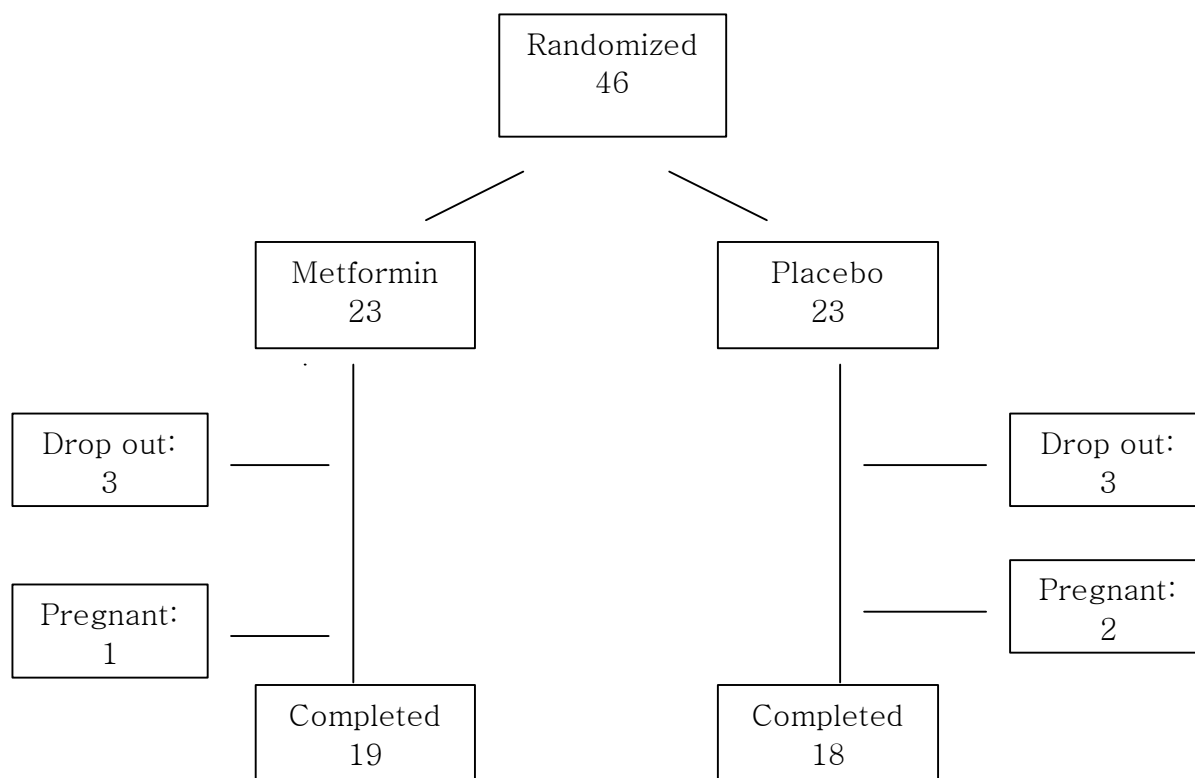 Randomized
46
Metformin
23
Placebo
23
Drop out:
3
Drop out:
3
Pregnant:
1
Pregnant:
2
Completed
19
Completed
18